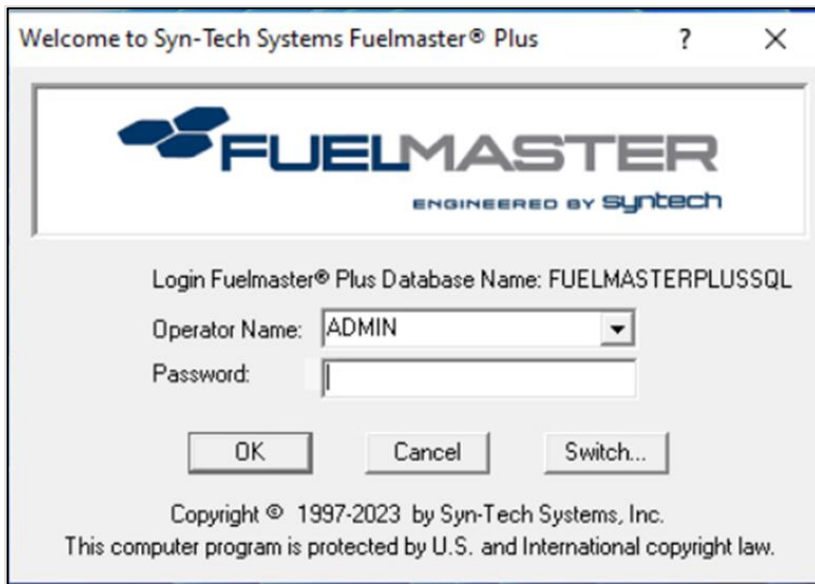 Welcome to Syn-Tech Systems Fuelmaster® Plus ? X
FUELMASTER
ENGINEERED BY syntech
Login Fuelmaster® Plus Database Name: FUELMASTERPLUSSQL
Operator Name: ADMIN
Password:
OK Cancel Switch...
Copyright © 1997-2023 by Syn-Tech Systems, Inc.
This computer program is protected by U.S. and International copyright law.